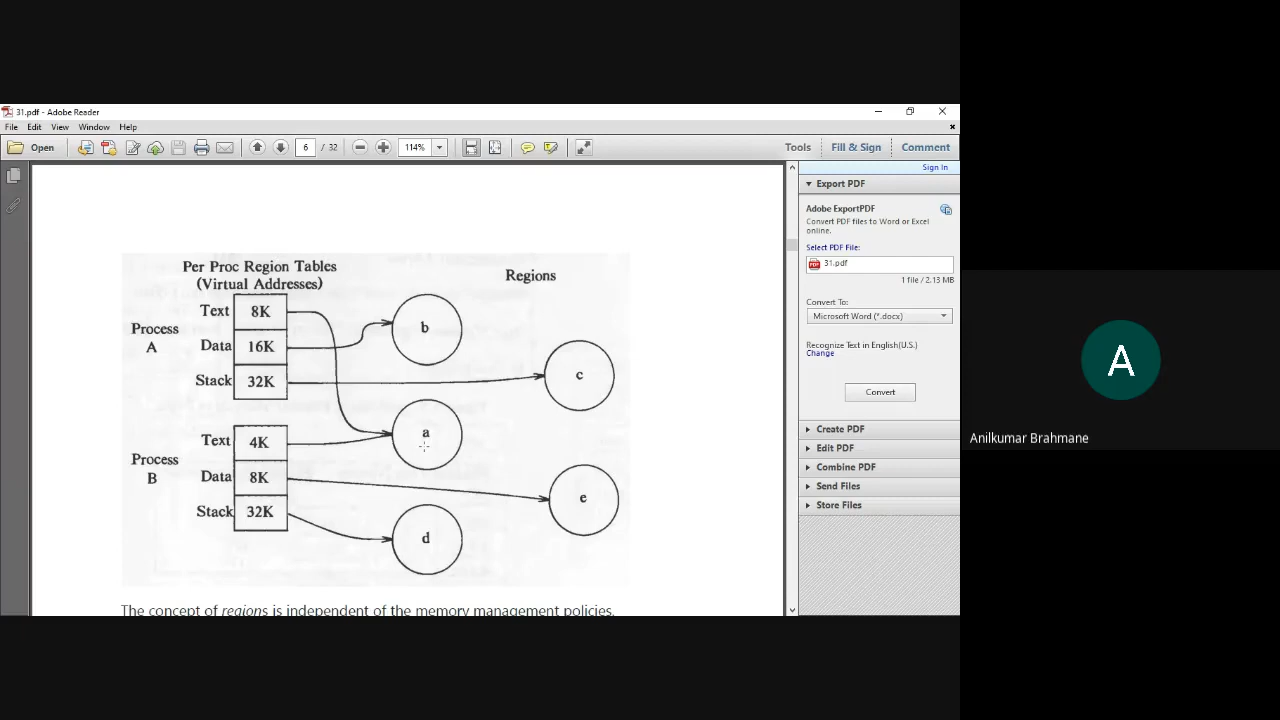 31.pdf - Adobe Reader
File Edit View Window Help
Open 6 / 32 114% Tools Fill & Sign Comment
Sign In
Export PDF
Adobe ExportPDF
Convert PDF files to Word or Excel
online.
Select PDF File:
31.pdf
1 file / 2.13 MB
Convert To:
Microsoft Word (*.docx)
Recognize Text in English(U.S.)
Change
Convert
Create PDF
Edit PDF
Combine PDF
Send Files
Store Files
Per Proc Region Tables
(Virtual Addresses)
Regions
Process
A
Text 8K
Data 16K
Stack 32K
b
c
a
Process
B
Text 4K
Data 8K
Stack 32K
e
d
The concept of regions is independent of the memory management policies.
A
Anilkumar Brahmane